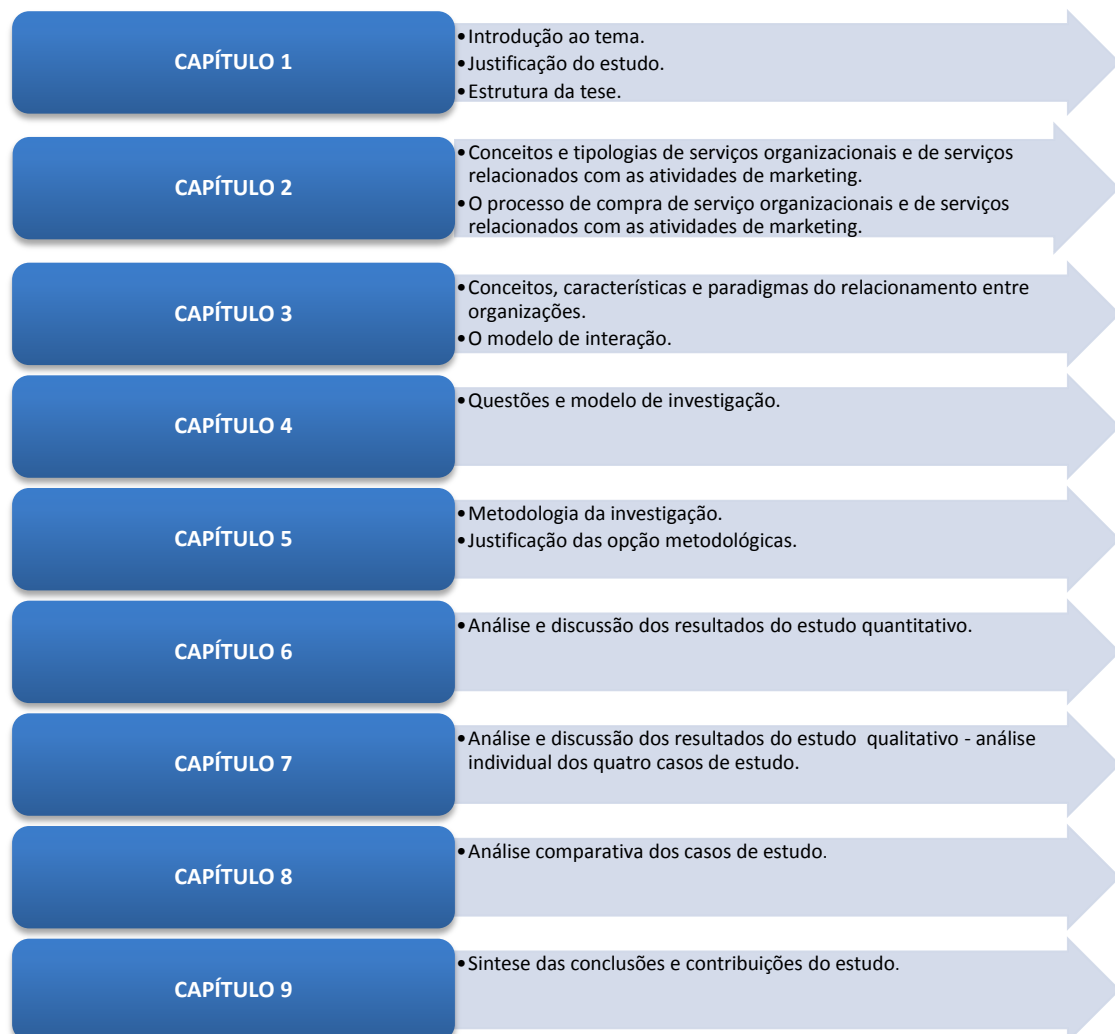 CAPÍTULO 1
•Introdução ao tema.
•Justificação do estudo.
•Estrutura da tese.
CAPÍTULO 2
•Conceitos e tipologias de serviços organizacionais e de serviços
relacionados com as atividades de marketing.
•O processo de compra de serviço organizacionais e de serviços
relacionados com as atividades de marketing.
CAPÍTULO 3
•Conceitos, características e paradigmas do relacionamento entre
organizações.
•O modelo de interação.
CAPÍTULO 4
•Questões e modelo de investigação.
CAPÍTULO 5
•Metodologia da investigação.
•Justificação das opção metodológicas.
CAPÍTULO 6
•Análise e discussão dos resultados do estudo quantitativo.
CAPÍTULO 7
•Análise e discussão dos resultados do estudo  qualitativo - análise
individual dos quatro casos de estudo.
CAPÍTULO 8
•Análise comparativa dos casos de estudo.
CAPÍTULO 9
•Sintese das conclusões e contribuições do estudo.